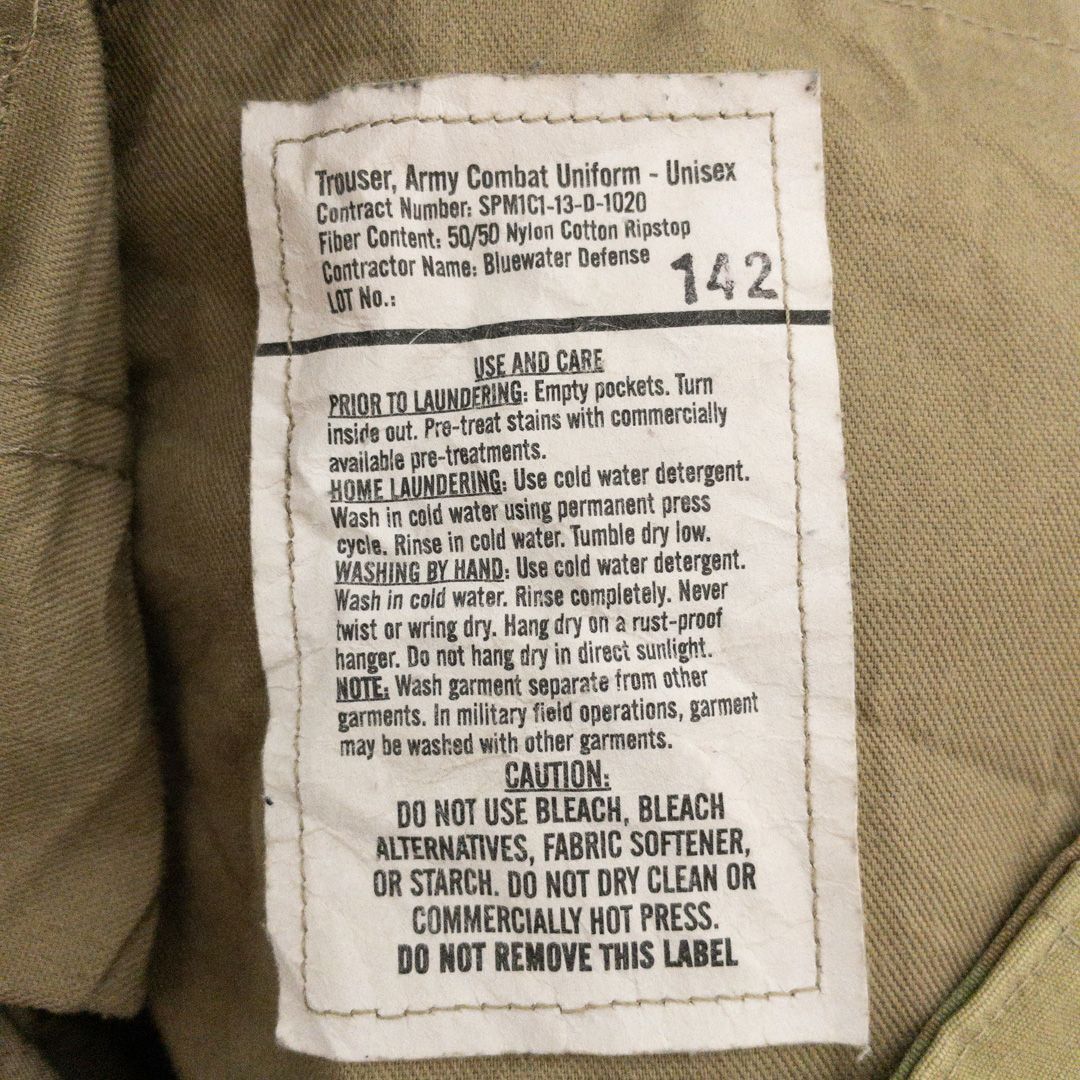 Trouser, Army Combat Uniform - Unisex
Contract Number: SPM1C1-13-D-1020
Fiber Content: 50/50 Nylon Cotton Ripstop
Contractor Name: Bluewater Defense
LOT No.: 142
USE AND CARE
PRIOR TO LAUNDERING: Empty pockets. Turn
inside out. Pre-treat stains with commercially
available pre-treatments.
HOME LAUNDERING: Use cold water detergent.
Wash in cold water using permanent press
cycle. Rinse in cold water. Tumble dry low.
WASHING BY HAND: Use cold water detergent.
Wash in cold water. Rinse completely. Never
twist or wring dry. Hang dry on a rust-proof
hanger. Do not hang dry in direct sunlight.
NOTE: Wash garment separate from other
garments. In military field operations, garment
may be washed with other garments.
CAUTION:
DO NOT USE BLEACH, BLEACH
ALTERNATIVES, FABRIC SOFTENER,
OR STARCH. DO NOT DRY CLEAN OR
COMMERCIALLY HOT PRESS.
DO NOT REMOVE THIS LABEL